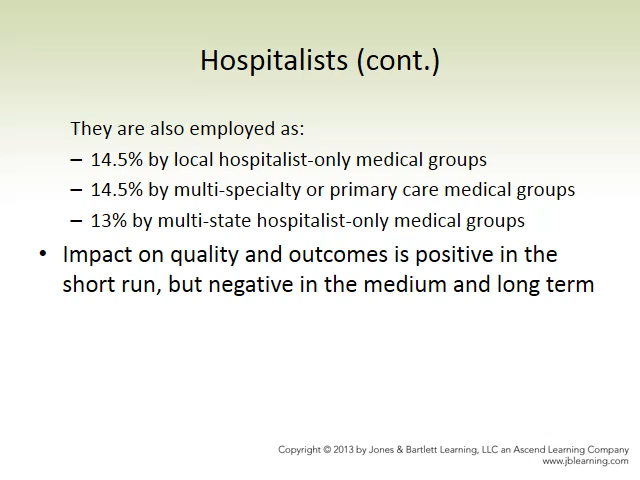 Hospitalists (cont.)
They are also employed as:
– 14.5% by local hospitalist-only medical groups
– 14.5% by multi-specialty or primary care medical groups
– 13% by multi-state hospitalist-only medical groups
• Impact on quality and outcomes is positive in the
short run, but negative in the medium and long term
Copyright © 2013 by Jones & Bartlett Learning, LLC an Ascend Learning Company
www.jblearning.com